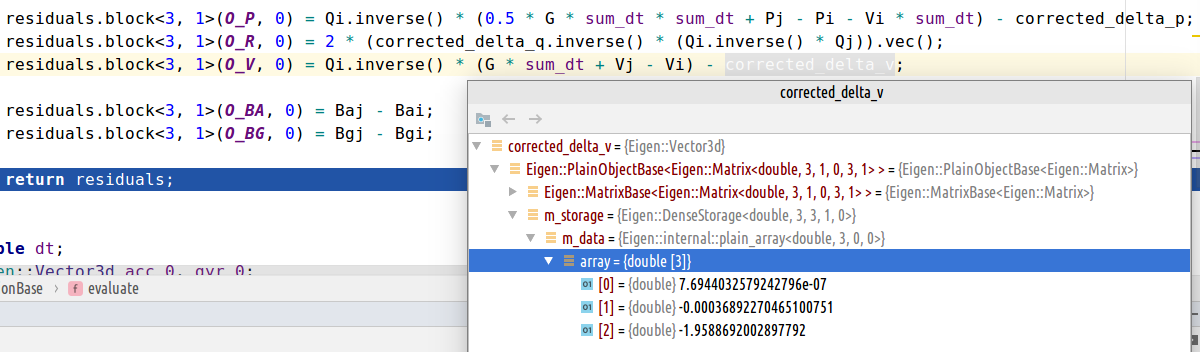 residuals.block<3, 1>(O_P, 0) = Qi.inverse() * (0.5 * G * sum_dt * sum_dt + Pj - Pi - Vi * sum_dt) - corrected_delta_p;
residuals.block<3, 1>(O_R, 0) = 2 * (corrected_delta_q.inverse() * (Qi.inverse() * Qj)).vec();
residuals.block<3, 1>(O_V, 0) = Qi.inverse() * (G * sum_dt + Vj - Vi) - corrected_delta_v;
corrected_delta_v
residuals.block<3, 1>(O_BA, 0) = Baj - Bai;
residuals.block<3, 1>(O_BG, 0) = Bgj - Bgi;
corrected_delta_v = {Eigen::Vector3d}
Eigen::PlainObjectBase<Eigen::Matrix<double, 3, 1, 0, 3, 1> > = {Eigen::PlainObjectBase<Eigen::Matrix>}
return residuals;
Eigen::MatrixBase<Eigen::Matrix<double, 3, 1, 0, 3, 1> > = {Eigen::MatrixBase<Eigen::Matrix>}
m_storage = {Eigen::DenseStorage<double, 3, 3, 1, 0>}
m_data = {Eigen::internal::plain_array<double, 3, 0, 0>}
ble dt;
array = {double [3]}
en::Vector3d acc_0, gyr_0;
onBase > f evaluate
01 [0] = {double} 7.6944032579242796e-07
01 [1] = {double} -0.00036892270465100751
01 [2] = {double} -1.9588692002897792